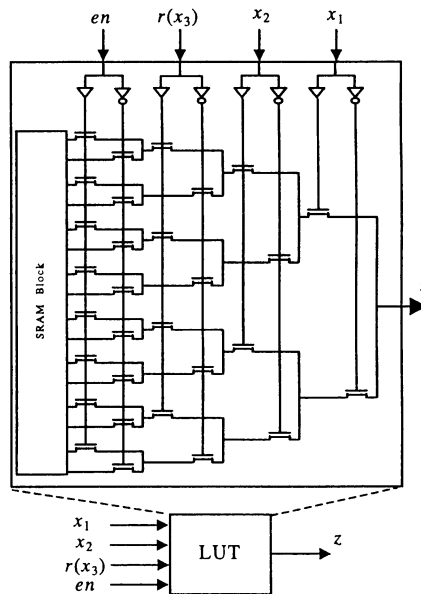 en r(x₃) x₂ x₁
SRAM Block
x₁
x₂
r(x₃)
en
LUT
z